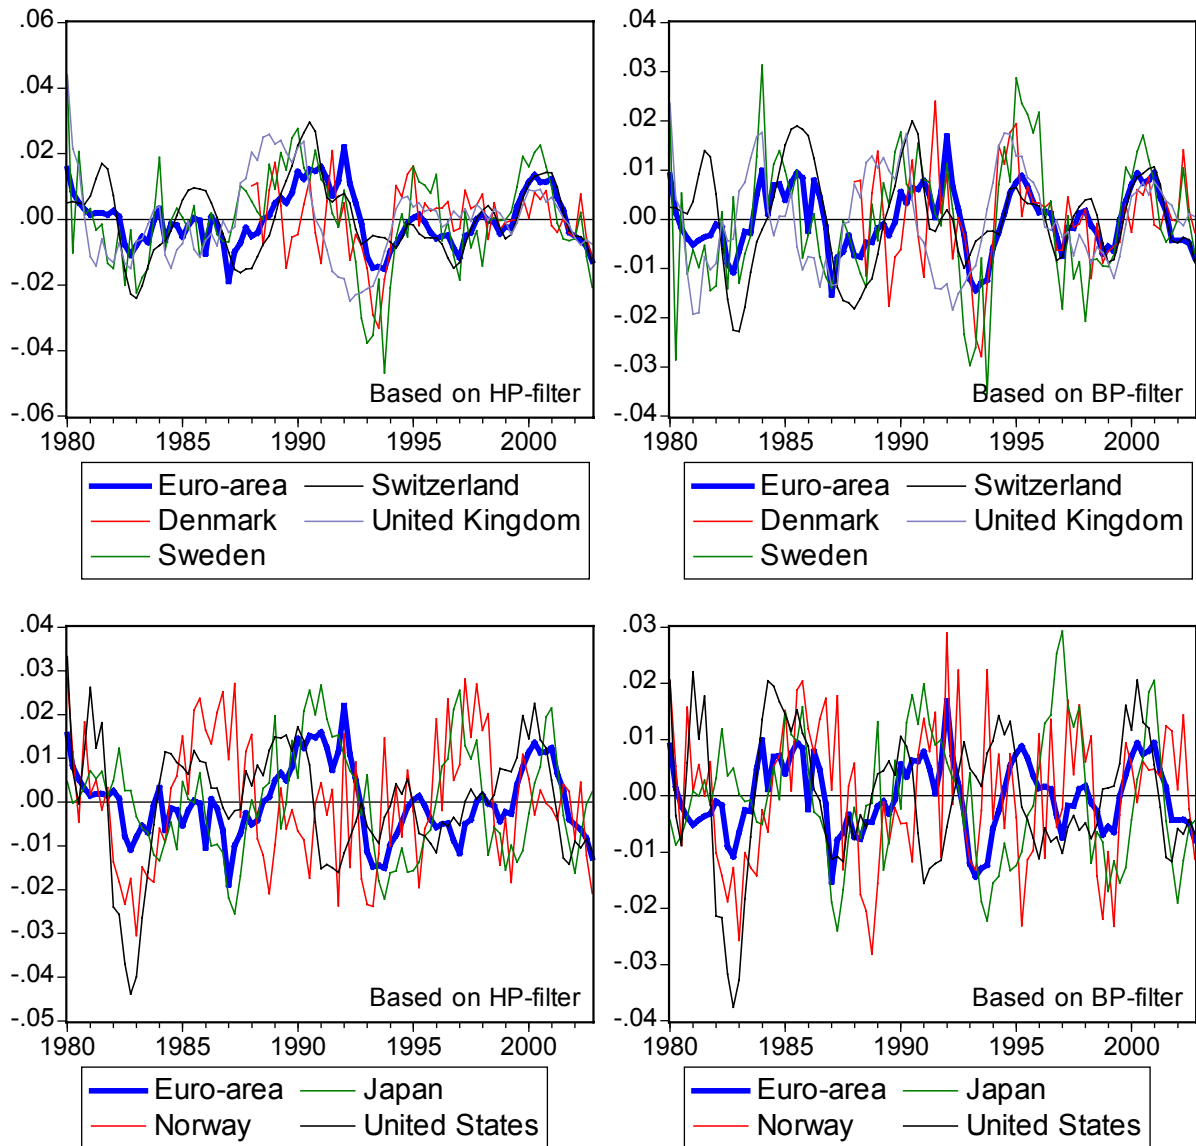 .06
.04
.02
.00
-.02
-.04
-.06
Based on HP-filter
1980 1985 1990 1995 2000
Euro-area Switzerland
Denmark United Kingdom
Sweden
.04
.03
.02
.01
.00
-.01
-.02
-.03
-.04
Based on BP-filter
1980 1985 1990 1995 2000
Euro-area Switzerland
Denmark United Kingdom
Sweden
.04
.03
.02
.01
.00
-.01
-.02
-.03
-.04
-.05
Based on HP-filter
1980 1985 1990 1995 2000
Euro-area Japan
Norway United States
.03
.02
.01
.00
-.01
-.02
-.03
-.04
Based on BP-filter
1980 1985 1990 1995 2000
Euro-area Japan
Norway United States